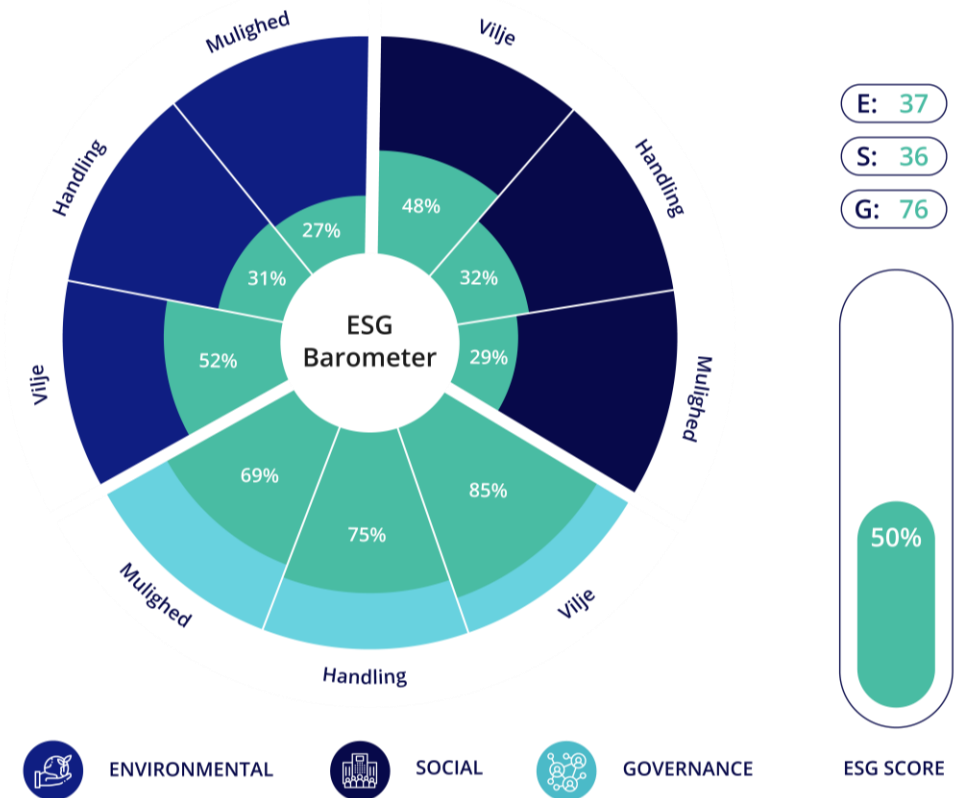 Mulighed
Vilje
Handling
Handling
48%
27%
32%
31%
ESG
Barometer
29%
52%
Vilje
Mulighed
69%
85%
75%
Mulighed
Vilje
Handling
E: 37
S: 36
G: 76
50%
ENVIRONMENTAL
SOCIAL
GOVERNANCE
ESG SCORE